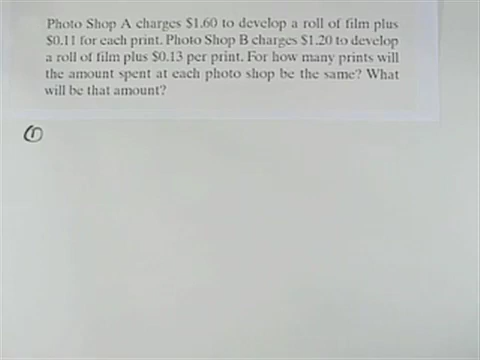 Photo Shop A charges $1.60 to develop a roll of film plus
$0.11 for each print. Photo Shop B charges $1.20 to develop
a roll of film plus $0.13 per print. For how many prints will
the amount spent at each photo shop be the same? What
will be that amount?
①